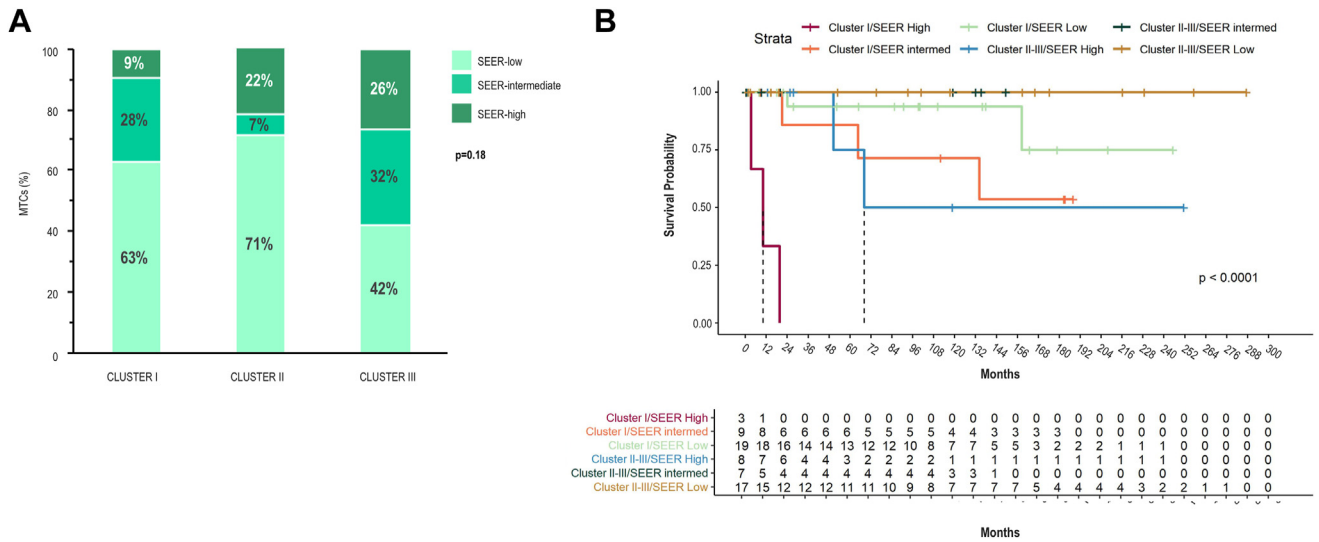 A
100
80
60
40
20
0
MTCs (%)
9%
28%
63%
22%
7%
71%
26%
32%
42%
CLUSTER I
CLUSTER II
CLUSTER III
SEER-low
SEER-intermediate
SEER-high
p=0.18
B
Strata
Cluster I/SEER High
Cluster I/SEER Low
Cluster II-III/SEER intermed
Cluster I/SEER intermed
Cluster II-III/SEER High
Cluster II-III/SEER Low
1.00
0.75
0.50
0.25
0.00
Survival Probability
p < 0.0001
0 12 24 36 48 60 72 84 96 108 120 132 144 156 168 180 192 204 216 228 240 252 264 276 288 300
Months
Cluster I/SEER High 3 1 0 0 0 0 0 0 0 0 0 0 0 0 0 0 0 0 0 0 0 0 0 0 0 0
Cluster I/SEER intermed 9 8 6 6 6 6 5 5 5 5 4 4 3 3 3 3 0 0 0 0 0 0 0 0 0 0
Cluster I/SEER Low 19 18 16 14 14 13 12 12 10 8 7 7 5 5 3 2 2 2 1 1 1 0 0 0 0 0
Cluster II-III/SEER High 8 7 6 4 4 3 2 2 2 2 1 1 1 1 1 1 1 1 1 1 1 0 0 0 0 0
Cluster II-III/SEER intermed 7 5 4 4 4 4 4 4 4 4 3 3 1 0 0 0 0 0 0 0 0 0 0 0 0 0
Cluster II-III/SEER Low 17 15 12 12 12 11 11 10 9 8 7 7 7 7 5 4 4 4 4 3 2 2 1 1 0 0
Months